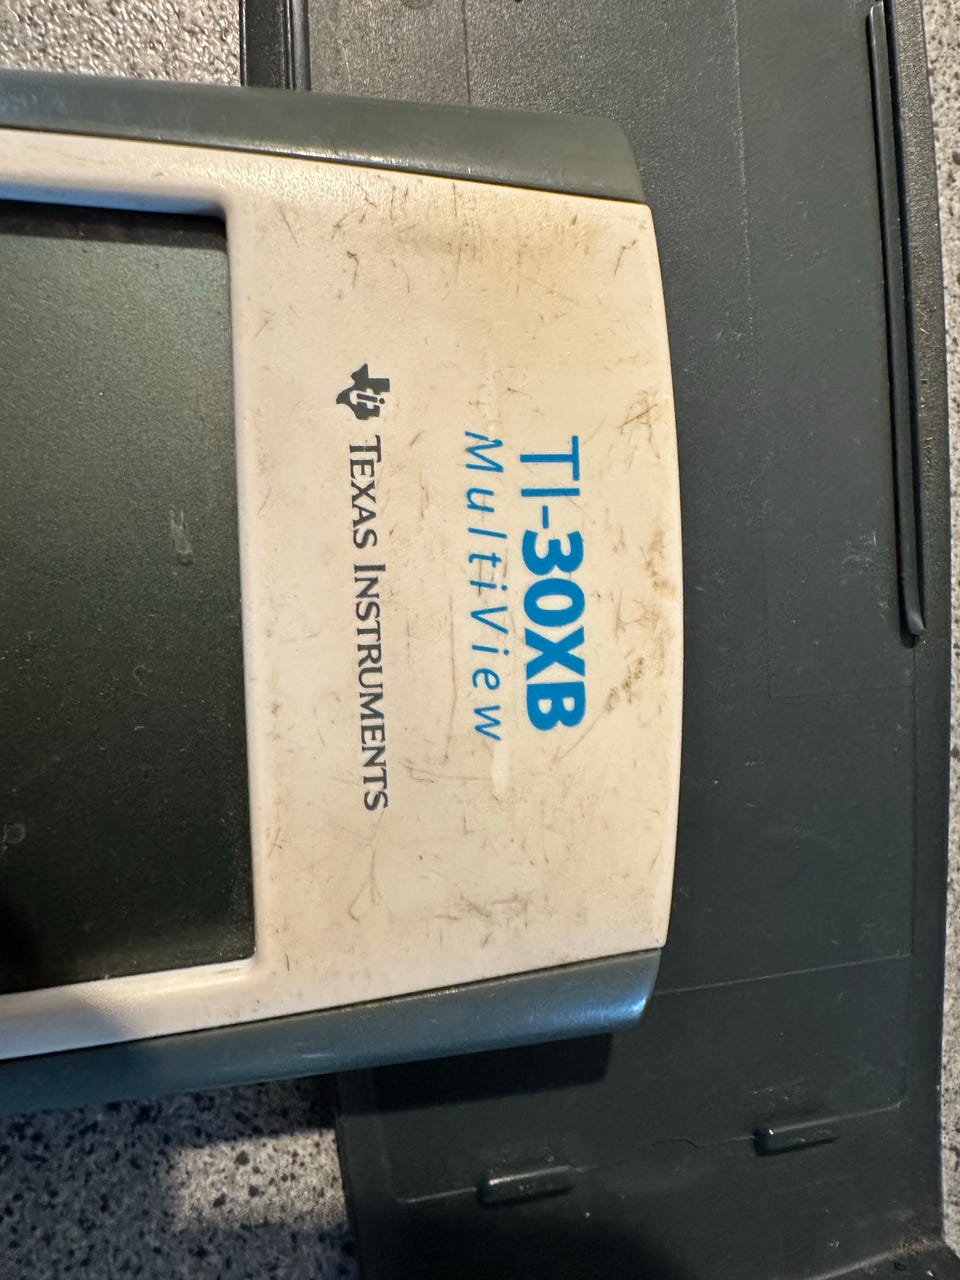 TI-30XB
MultiView
TEXAS INSTRUMENTS